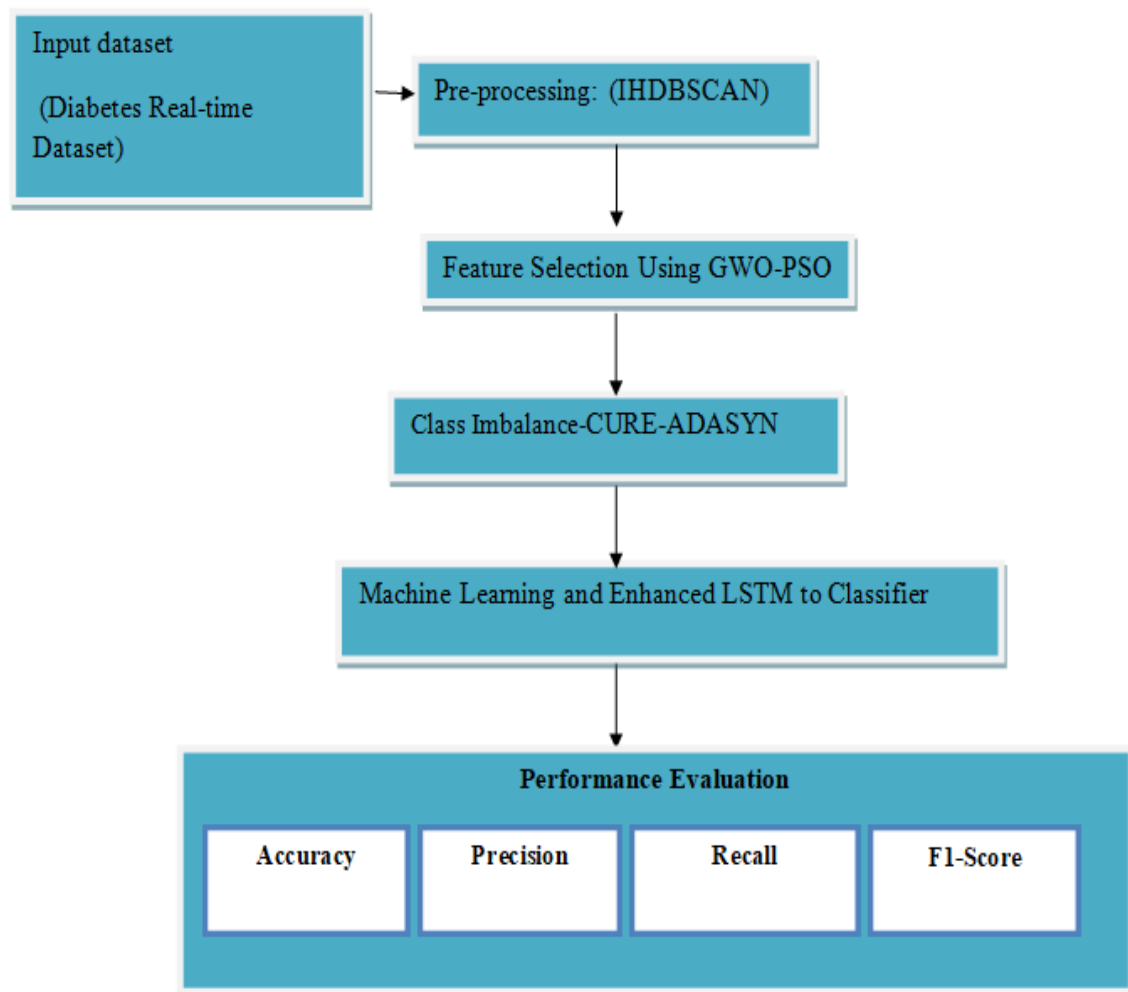 Input dataset
(Diabetes Real-time
Dataset)
Pre-processing: (IHDBSCAN)
Feature Selection Using GWO-PSO
Class Imbalance-CURE-ADASYN
Machine Learning and Enhanced LSTM to Classifier
Performance Evaluation
Accuracy
Precision
Recall
F1-Score